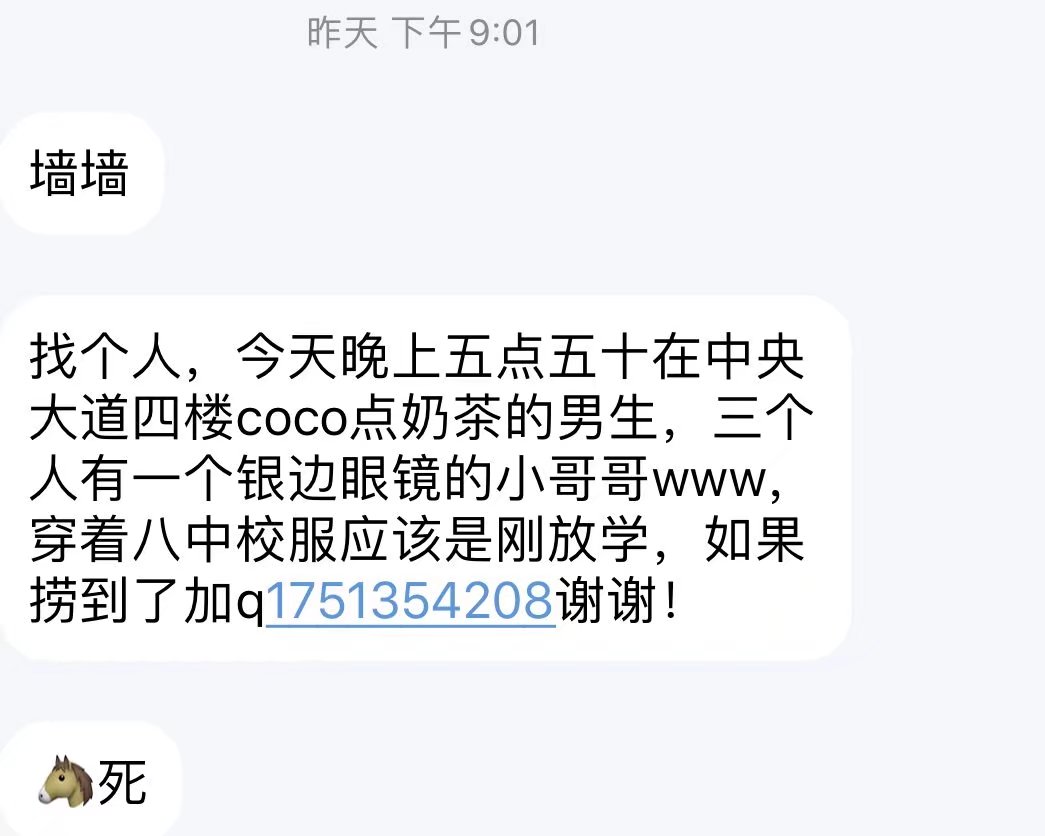 昨天 下午9:01
墙墙
找个人，今天晚上五点五十在中央
大道四楼coco点奶茶的男生，三个
人有一个银边眼镜的小哥哥www，
穿着八中校服应该是刚放学，如果
捞到了加q1751354208谢谢！
🐴死